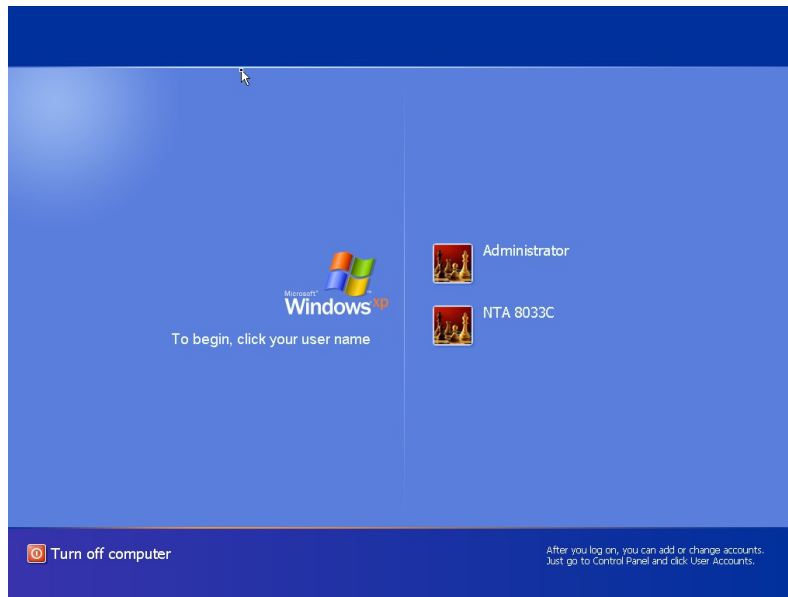 Administrator
Microsoft®
Windows xp
NTA 8033C
To begin, click your user name
Turn off computer
After you log on, you can add or change accounts.
Just go to Control Panel and click User Accounts.